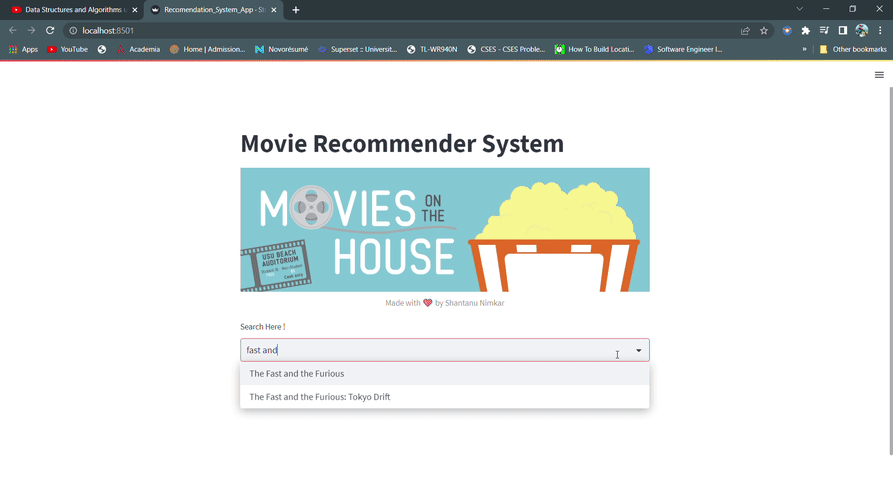 Data Structures and Algorithms
Recomendation_System_App - St
localhost:8501
Apps
YouTube
Academia
Home | Admission...
Novorésumé
Superset :: Universit...
TL-WR940N
CSES - CSES Proble...
How To Build Locati...
Software Engineer I...
»
Other bookmarks
Movie Recommender System
MOVIES ON THE
HOUSE
USU BEACH
AUDITORIUM
Made with ❤ by Shantanu Nimkar
Search Here !
fast and
The Fast and the Furious
The Fast and the Furious: Tokyo Drift